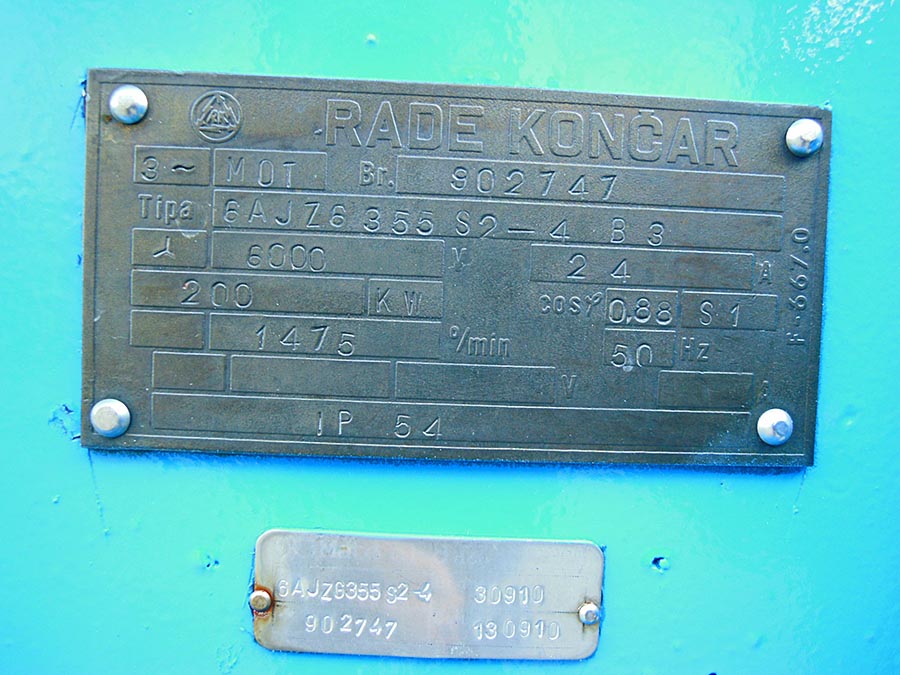 RADE KONČAR
3~ MOT Br. 902747
Tipa 6AJZ6 355 S2-4 B3
6000 V 24 A
200 KW cosφ 0,88 S1
1475 °/min 50 Hz
V
IP 54
F-667.0
6AJZG355 S2-4 30910
902747 130910